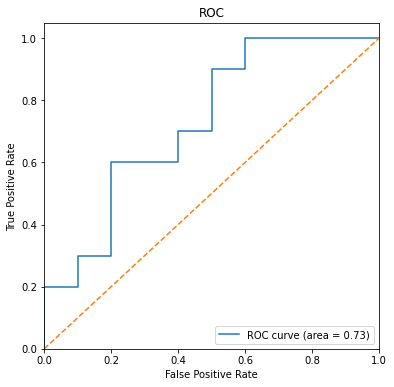 ROC
1.0
0.8
0.6
0.4
0.2
0.0
True Positive Rate
ROC curve (area = 0.73)
0.0 0.2 0.4 0.6 0.8 1.0
False Positive Rate